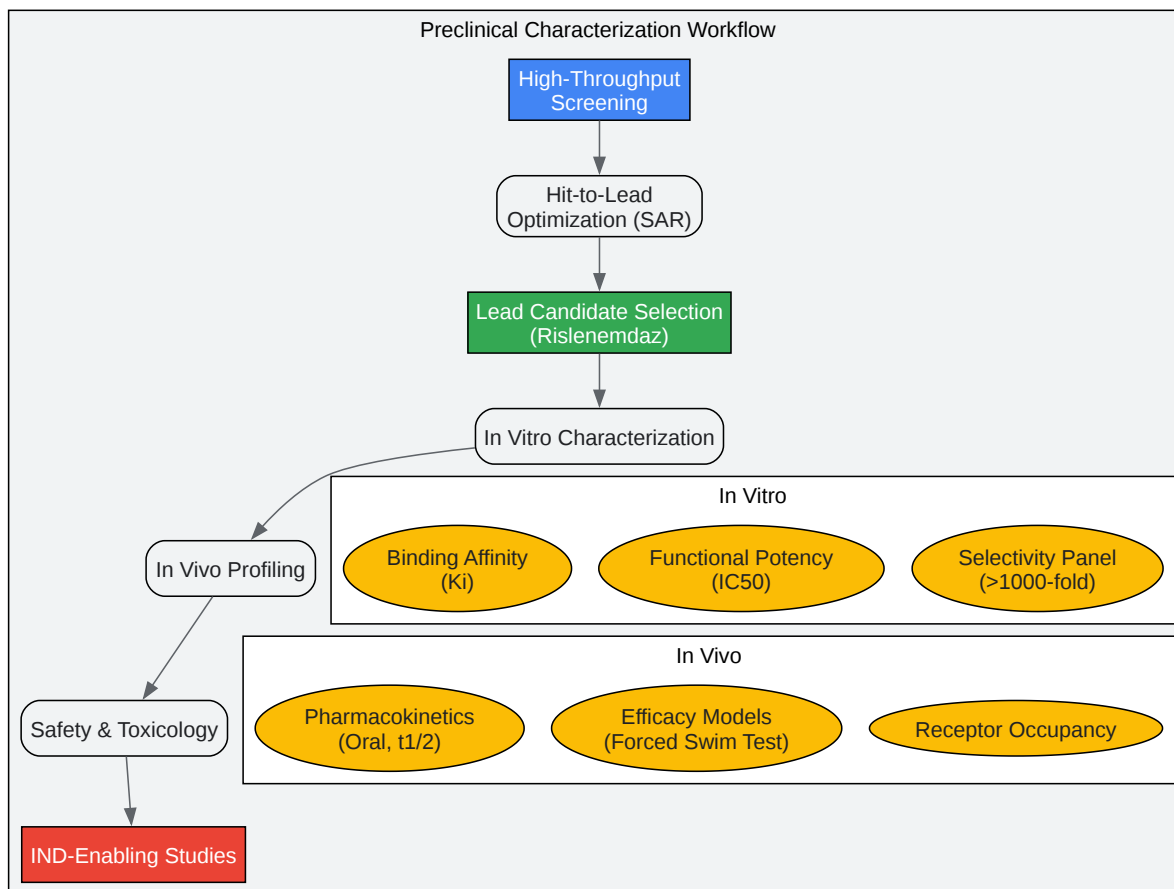 Preclinical Characterization Workflow
High-Throughput
Screening
Hit-to-Lead
Optimization (SAR)
Lead Candidate Selection
(Rislenemdaz)
In Vitro Characterization
In Vitro
Binding Affinity
(Ki)
Functional Potency
(IC50)
Selectivity Panel
(>1000-fold)
In Vivo Profiling
In Vivo
Pharmacokinetics
(Oral, t1/2)
Efficacy Models
(Forced Swim Test)
Receptor Occupancy
Safety & Toxicology
IND-Enabling Studies